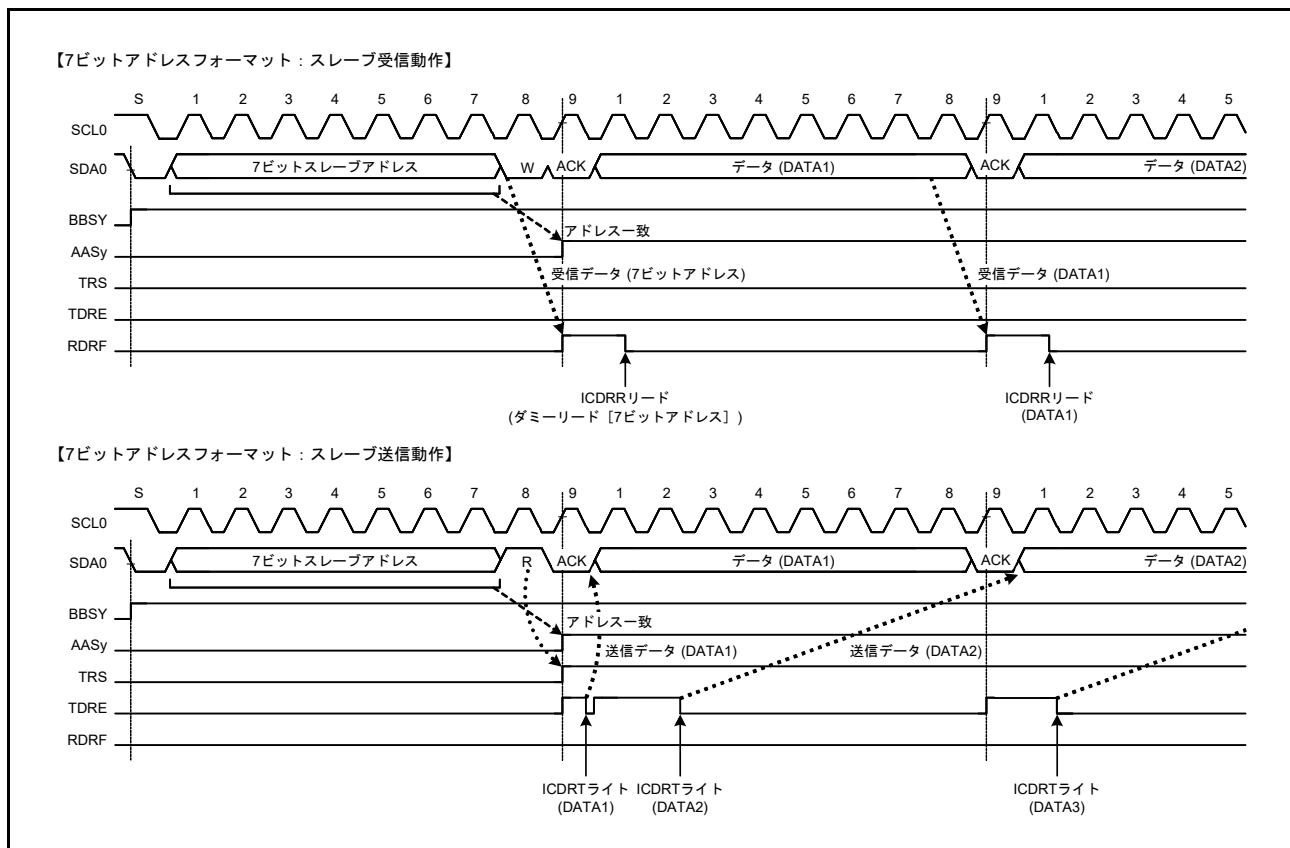 【7ビットアドレスフォーマット：スレーブ受信動作】
S 1 2 3 4 5 6 7 8 9 1 2 3 4 5 6 7 8 9 1 2 3 4 5
SCL0
SDA0 7ビットスレーブアドレス W ACK データ (DATA1) ACK データ (DATA2)
BBSY
アドレス一致
AASy
受信データ (7ビットアドレス) 受信データ (DATA1)
TRS
TDRE
RDRF
ICDRRリード ICDRRリード
(ダミーリード［7ビットアドレス］) (DATA1)
【7ビットアドレスフォーマット：スレーブ送信動作】
S 1 2 3 4 5 6 7 8 9 1 2 3 4 5 6 7 8 9 1 2 3 4 5
SCL0
SDA0 7ビットスレーブアドレス R ACK データ (DATA1) ACK データ (DATA2)
BBSY
アドレス一致
AASy
送信データ (DATA1) 送信データ (DATA2)
TRS
TDRE
RDRF
ICDRTライト ICDRTライト ICDRTライト
(DATA1) (DATA2) (DATA3)